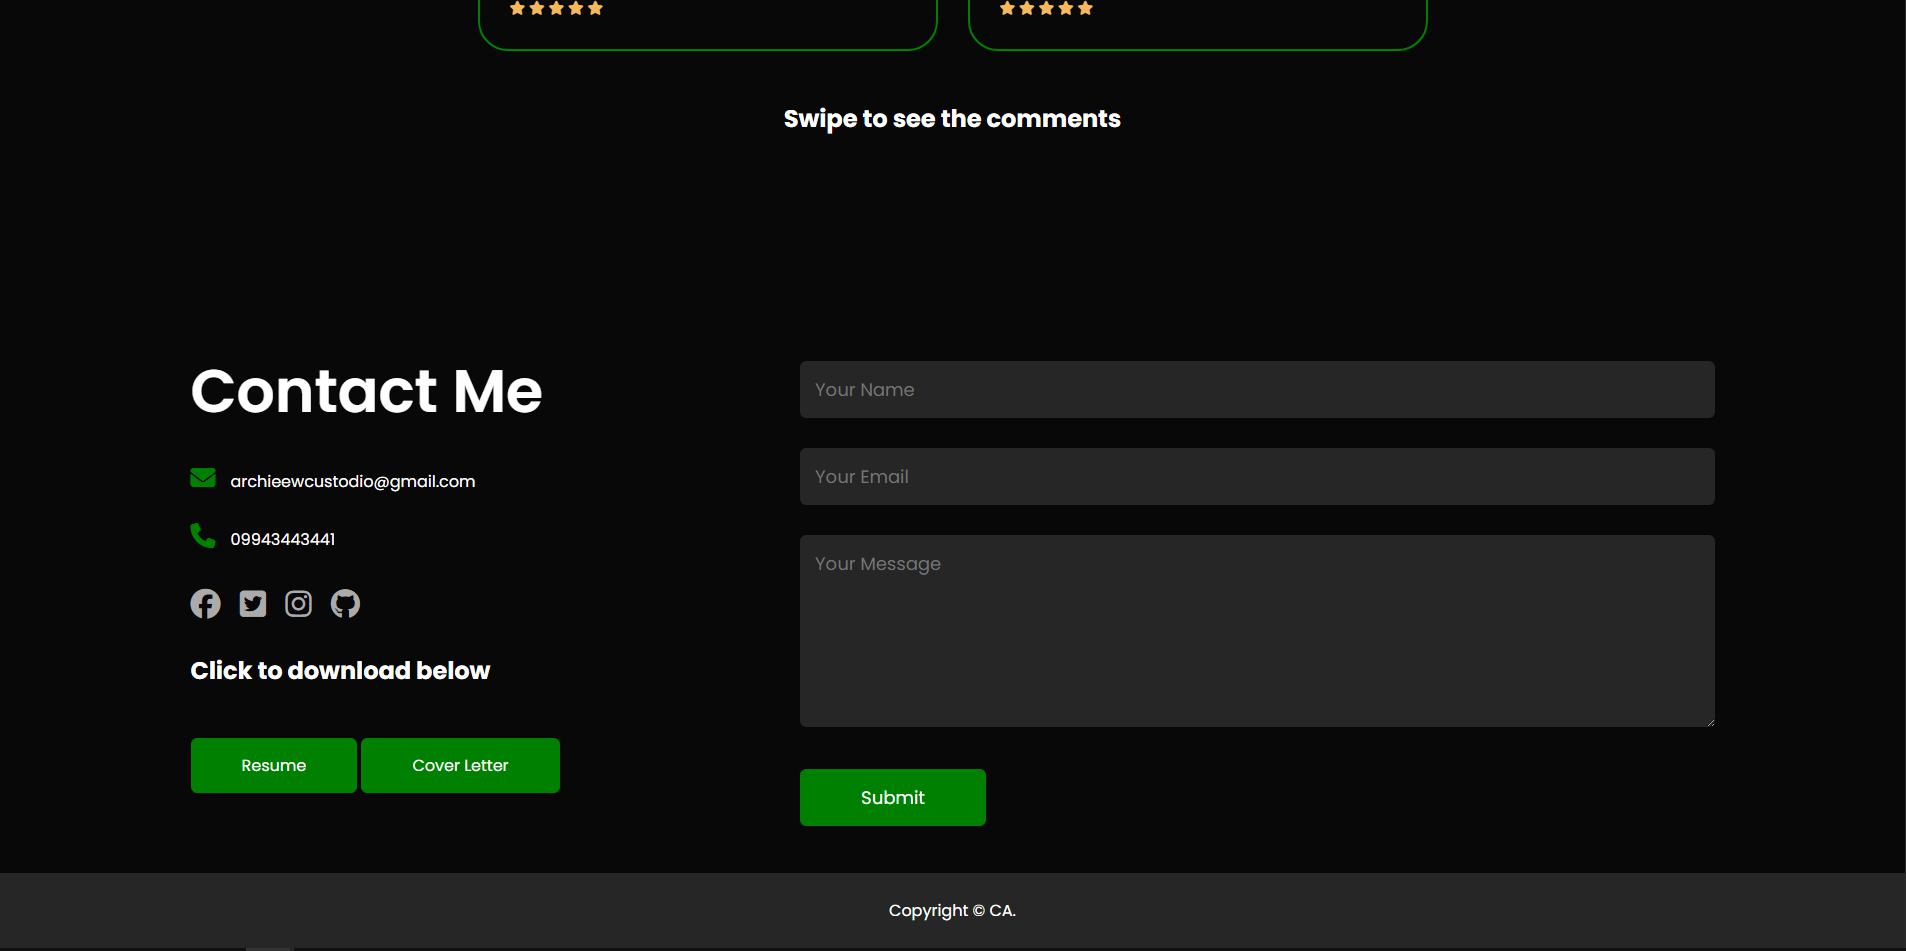 Swipe to see the comments
Contact Me
archieewcustodio@gmail.com
09943443441
Click to download below
Resume
Cover Letter
Your Name
Your Email
Your Message
Submit
Copyright © CA.